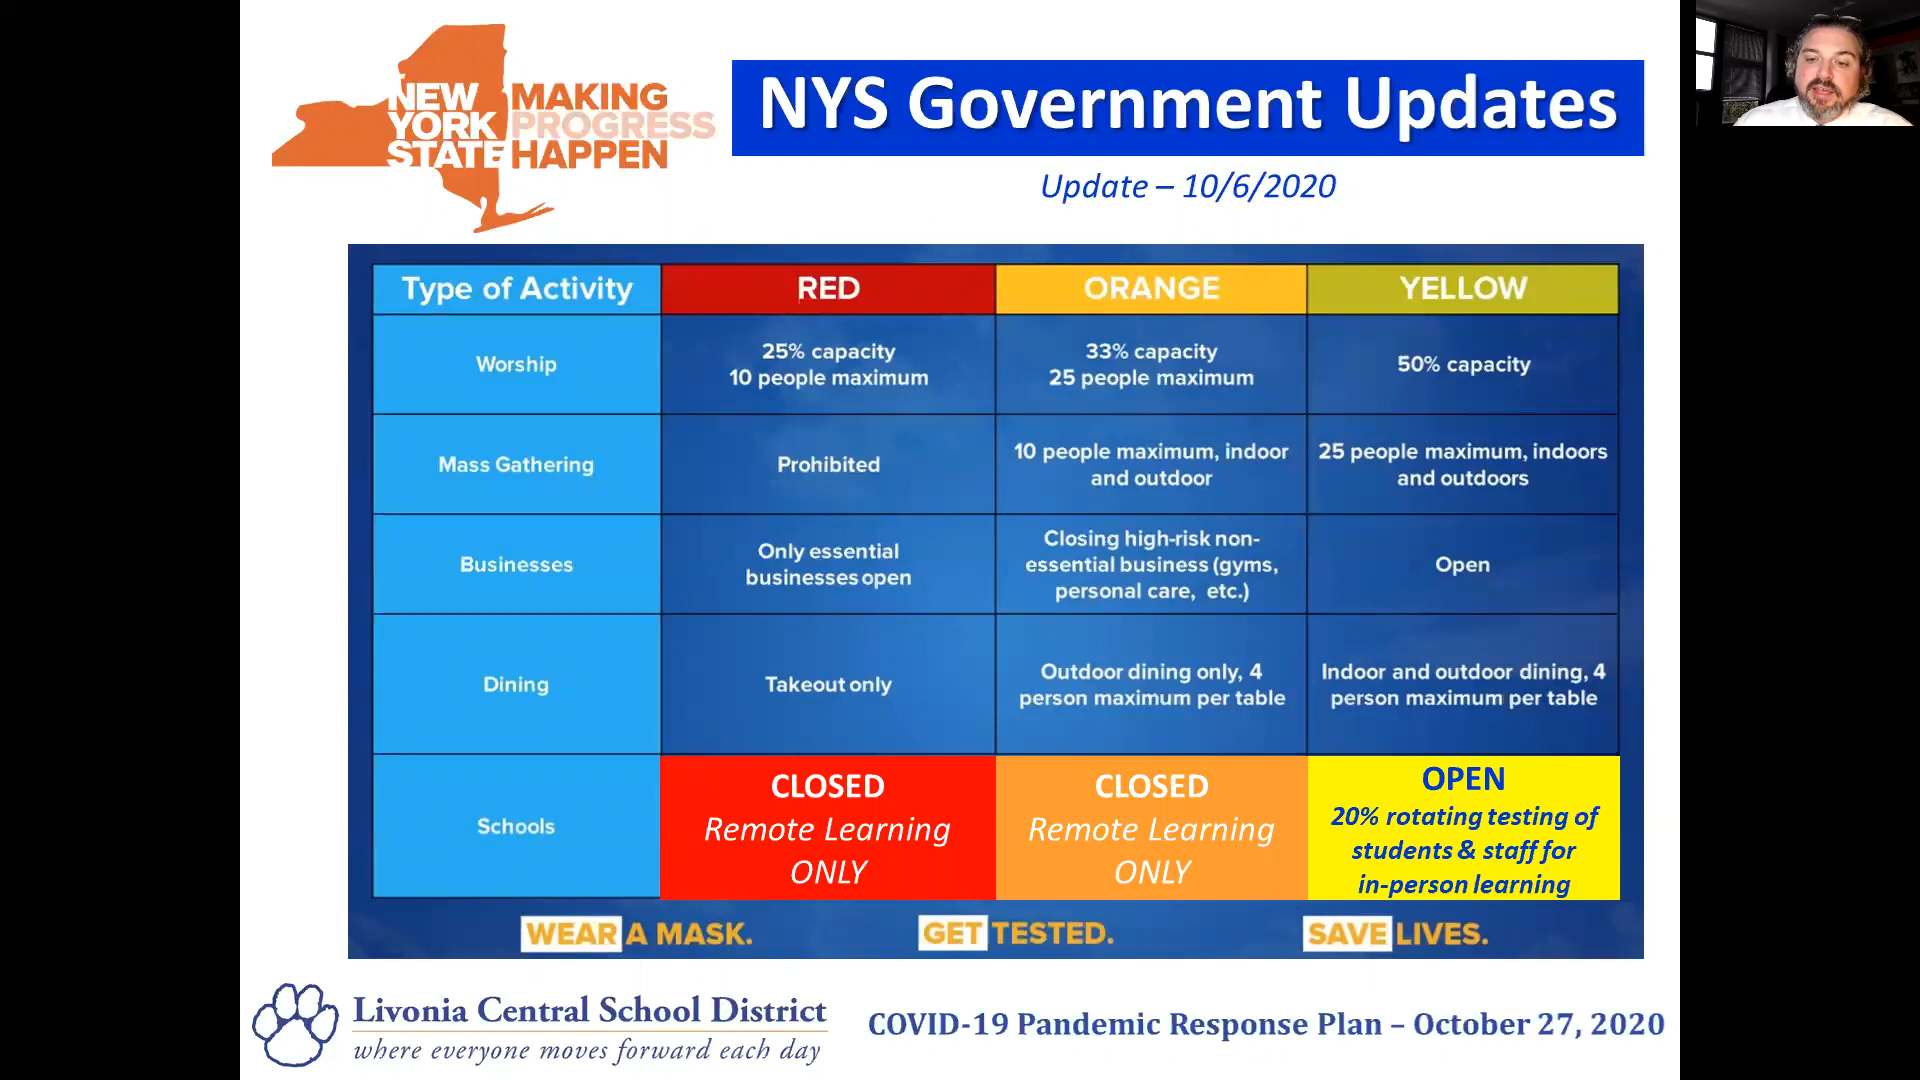 NEW
YORK
STATE
MAKING
PROGRESS
HAPPEN
NYS Government Updates
Update – 10/6/2020
Type of Activity
RED
ORANGE
YELLOW
Worship
25% capacity
10 people maximum
33% capacity
25 people maximum
50% capacity
Mass Gathering
Prohibited
10 people maximum, indoor
and outdoor
25 people maximum, indoors
and outdoors
Businesses
Only essential
businesses open
Closing high-risk non-
essential business (gyms,
personal care, etc.)
Open
Dining
Takeout only
Outdoor dining only, 4
person maximum per table
Indoor and outdoor dining, 4
person maximum per table
Schools
CLOSED
Remote Learning
ONLY
CLOSED
Remote Learning
ONLY
OPEN
20% rotating testing of
students & staff for
in-person learning
WEAR A MASK.
GET TESTED.
SAVE LIVES.
Livonia Central School District
where everyone moves forward each day
COVID-19 Pandemic Response Plan – October 27, 2020